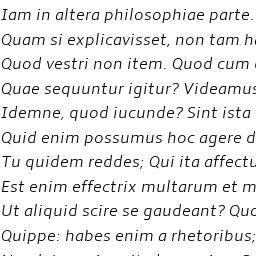 Iam in altera philosophiae parte.
Quam si explicavisset, non tam
Quod vestri non item. Quod cum
Quae sequuntur igitur? Videamus
Idemne, quod iucunde? Sint ista
Quid enim possumus hoc agere
Tu quidem reddes; Qui ita affectu
Est enim effectrix multarum et
Ut aliquid scire se gaudeant? Quo
Quippe: habes enim a rhetoribus;